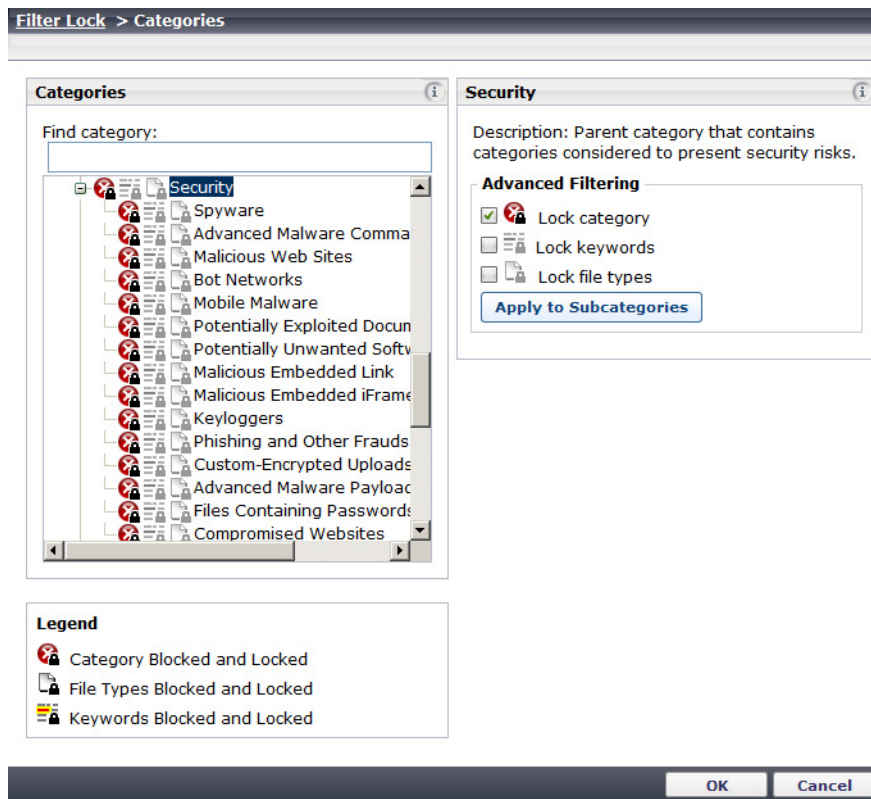 Filter Lock > Categories
Categories
Find category:
Security
Spyware
Advanced Malware Comma
Malicious Web Sites
Bot Networks
Mobile Malware
Potentially Exploited Docum
Potentially Unwanted Softw
Malicious Embedded Link
Malicious Embedded iFrame
Keyloggers
Phishing and Other Frauds
Custom-Encrypted Uploads
Advanced Malware Payload
Files Containing Passwords
Compromised Websites
Legend
Category Blocked and Locked
File Types Blocked and Locked
Keywords Blocked and Locked
Security
Description: Parent category that contains
categories considered to present security risks.
Advanced Filtering
Lock category
Lock keywords
Lock file types
Apply to Subcategories
OK
Cancel